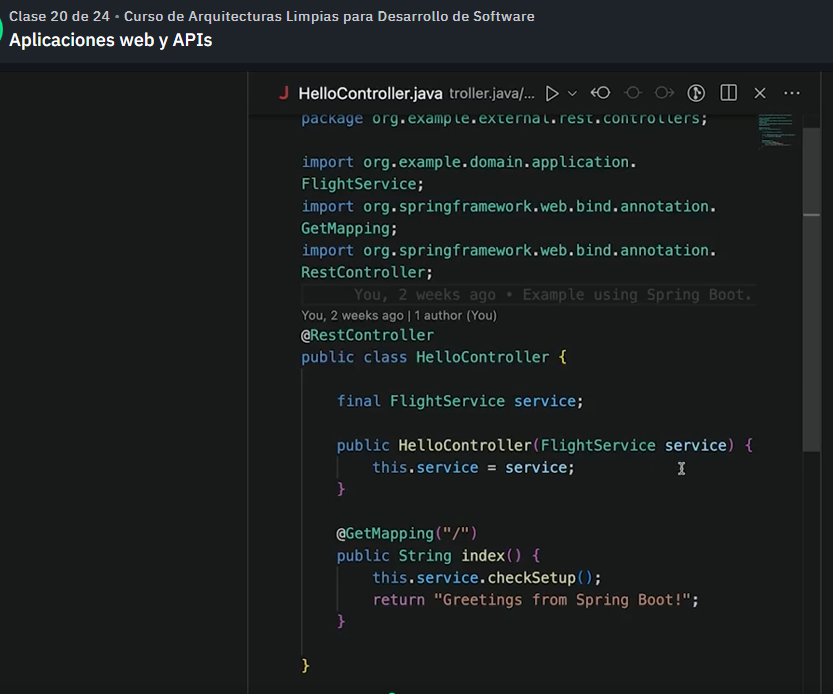 Clase 20 de 24 • Curso de Arquitecturas Limpias para Desarrollo de Software
Aplicaciones web y APIs
J HelloController.java troller.java/... ···
package org.example.external.rest.controllers;
import org.example.domain.application.
FlightService;
import org.springframework.web.bind.annotation.
GetMapping;
import org.springframework.web.bind.annotation.
RestController;
You, 2 weeks ago • Example using Spring Boot.
You, 2 weeks ago | 1 author (You)
@RestController
public class HelloController {
final FlightService service;
public HelloController(FlightService service) {
this.service = service;
}
@GetMapping("/")
public String index() {
this.service.checkSetup();
return "Greetings from Spring Boot!";
}
}